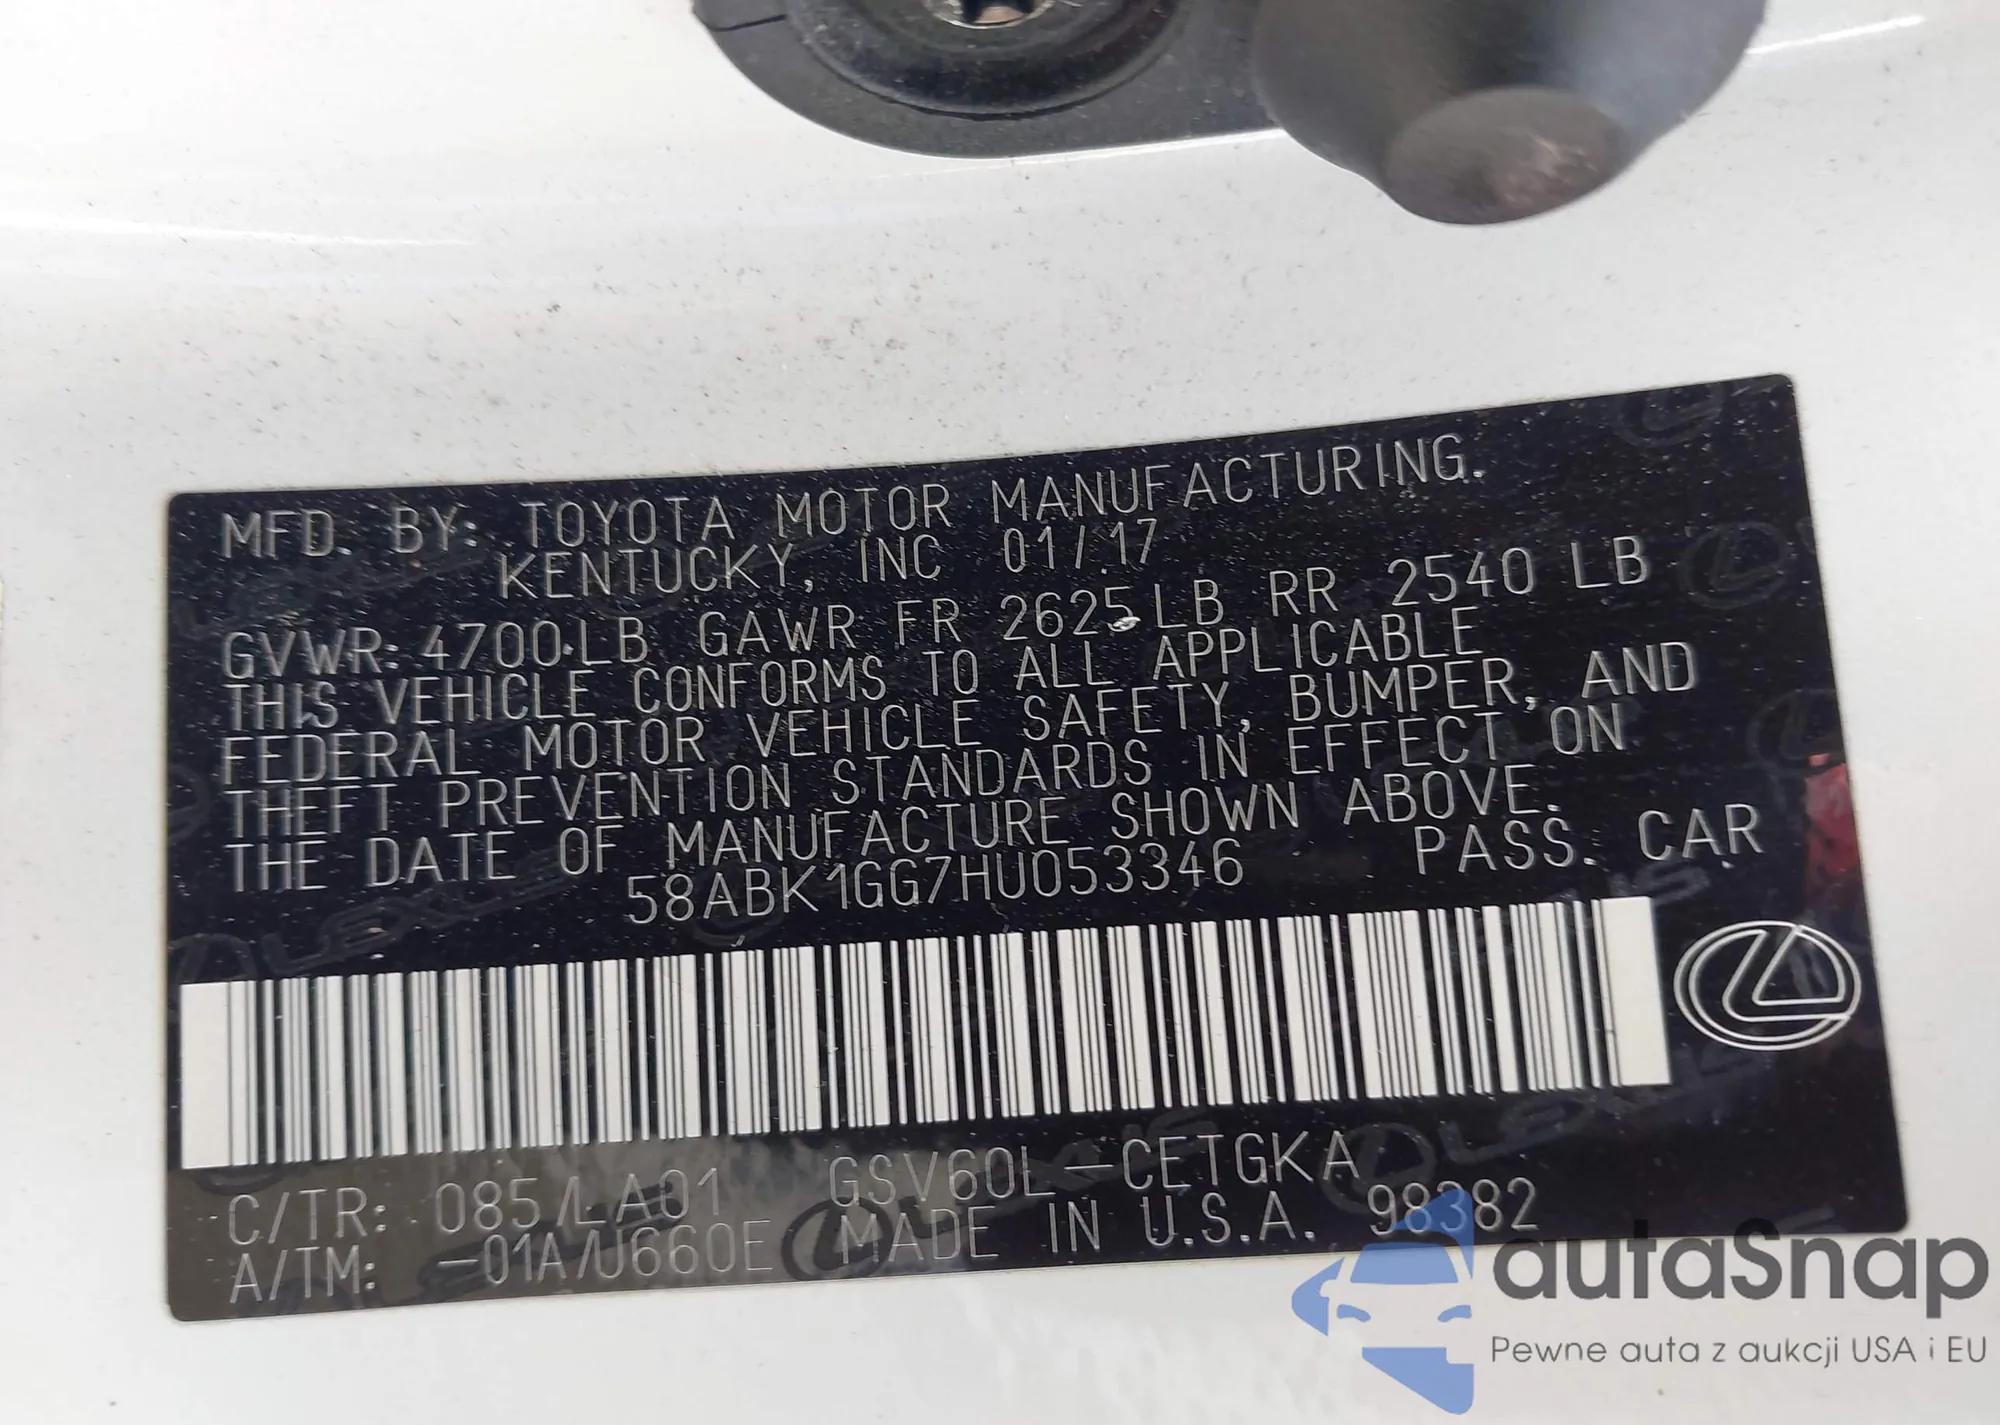 MFD. BY: TOYOTA MOTOR MANUFACTURING.
KENTUCKY, INC 01/17
GVWR: 4700 LB GAWR FR 2625 LB RR 2540 LB
THIS VEHICLE CONFORMS TO ALL APPLICABLE
FEDERAL MOTOR VEHICLE SAFETY, BUMPER, AND
THEFT PREVENTION STANDARDS IN EFFECT ON
THE DATE OF MANUFACTURE SHOWN ABOVE.
58ABK1GG7HU053346 PASS. CAR
C/TR: 085/LA01 GSV60L-CETGKA
A/TM: -01A/U660E MADE IN U.S.A. 98382
autaSnap
Pewne auta z aukcji USA i EU